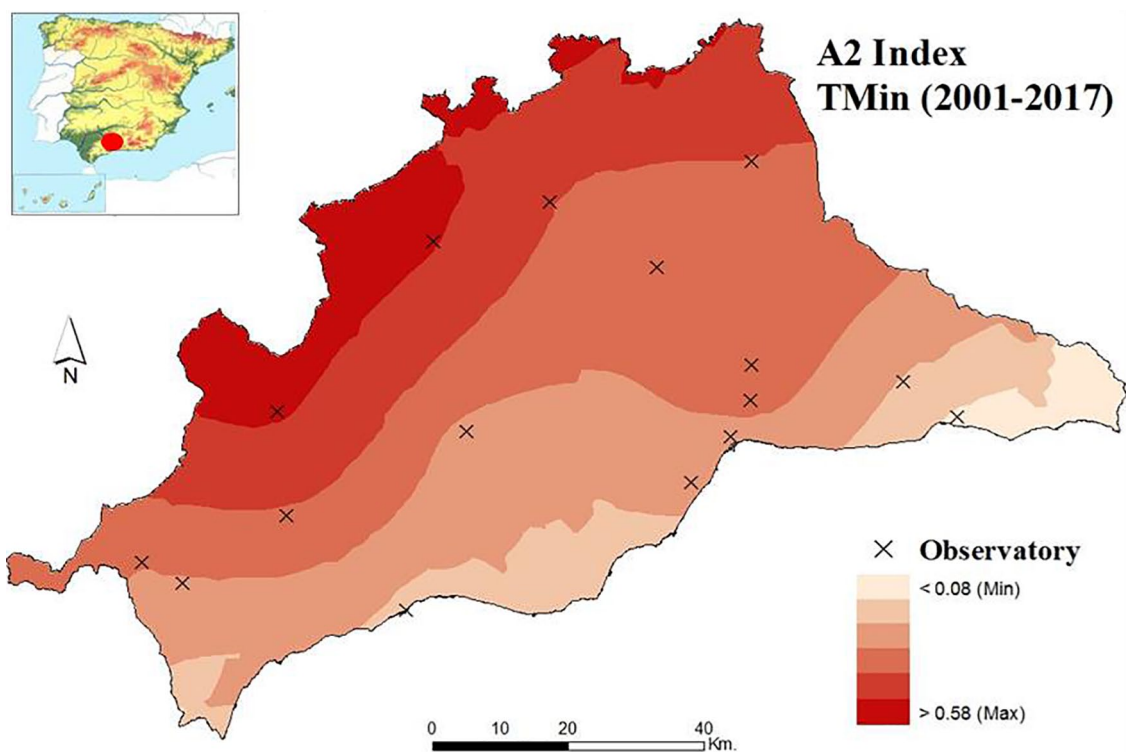 A2 Index
TMin (2001-2017)
N
Observatory
< 0.08 (Min)
> 0.58 (Max)
0 10 20 40
Km.